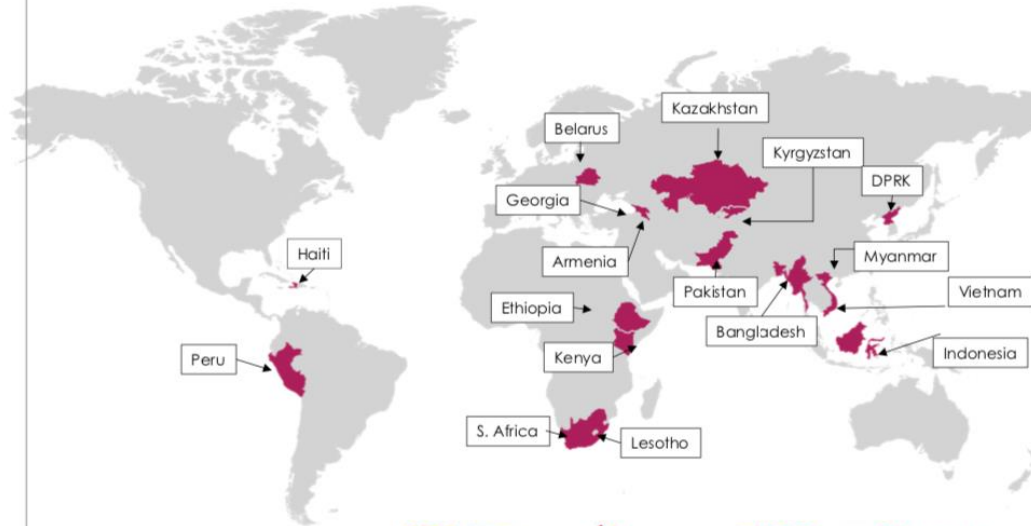 Kazakhstan
Belarus
Kyrgyzstan
DPRK
Georgia
Haiti
Armenia
Myanmar
Pakistan
Vietnam
Ethiopia
Bangladesh
Peru
Kenya
Indonesia
S. Africa
Lesotho